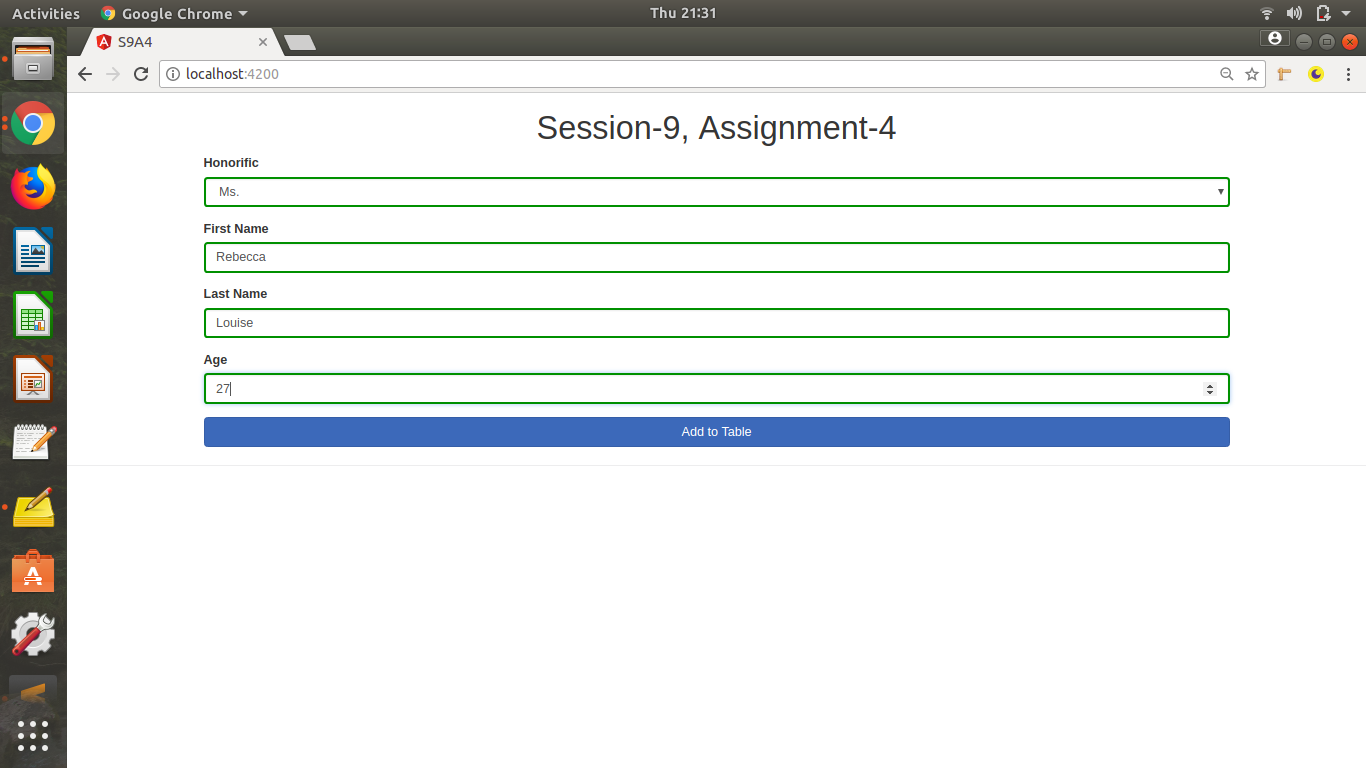 Activities Google Chrome Thu 21:31
S9A4
localhost:4200
Session-9, Assignment-4
Honorific
Ms.
First Name
Rebecca
Last Name
Louise
Age
27
Add to Table